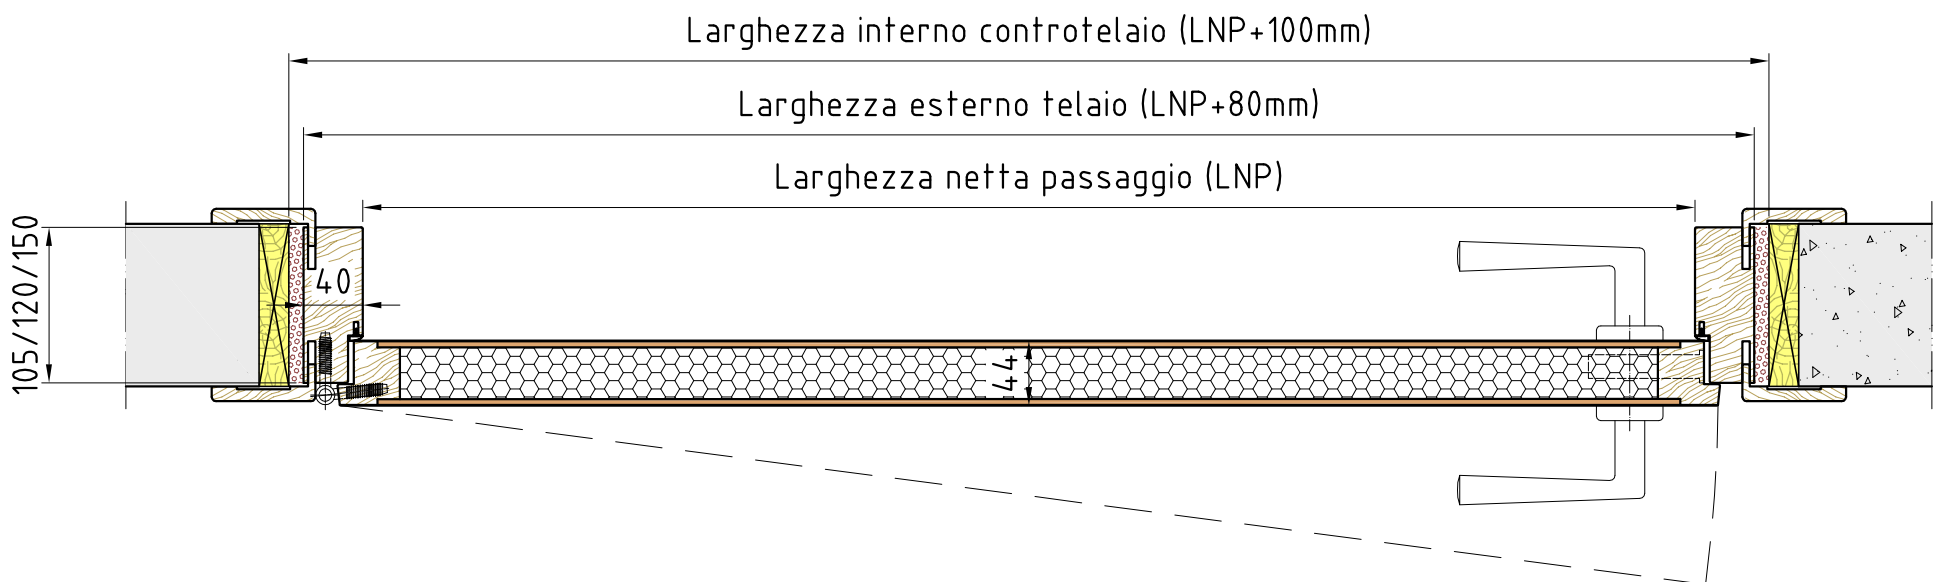 Larghezza interno controtelaio (LNP+100mm)
Larghezza esterno telaio (LNP+80mm)
Larghezza netta passaggio (LNP)
105/120/150
40
44